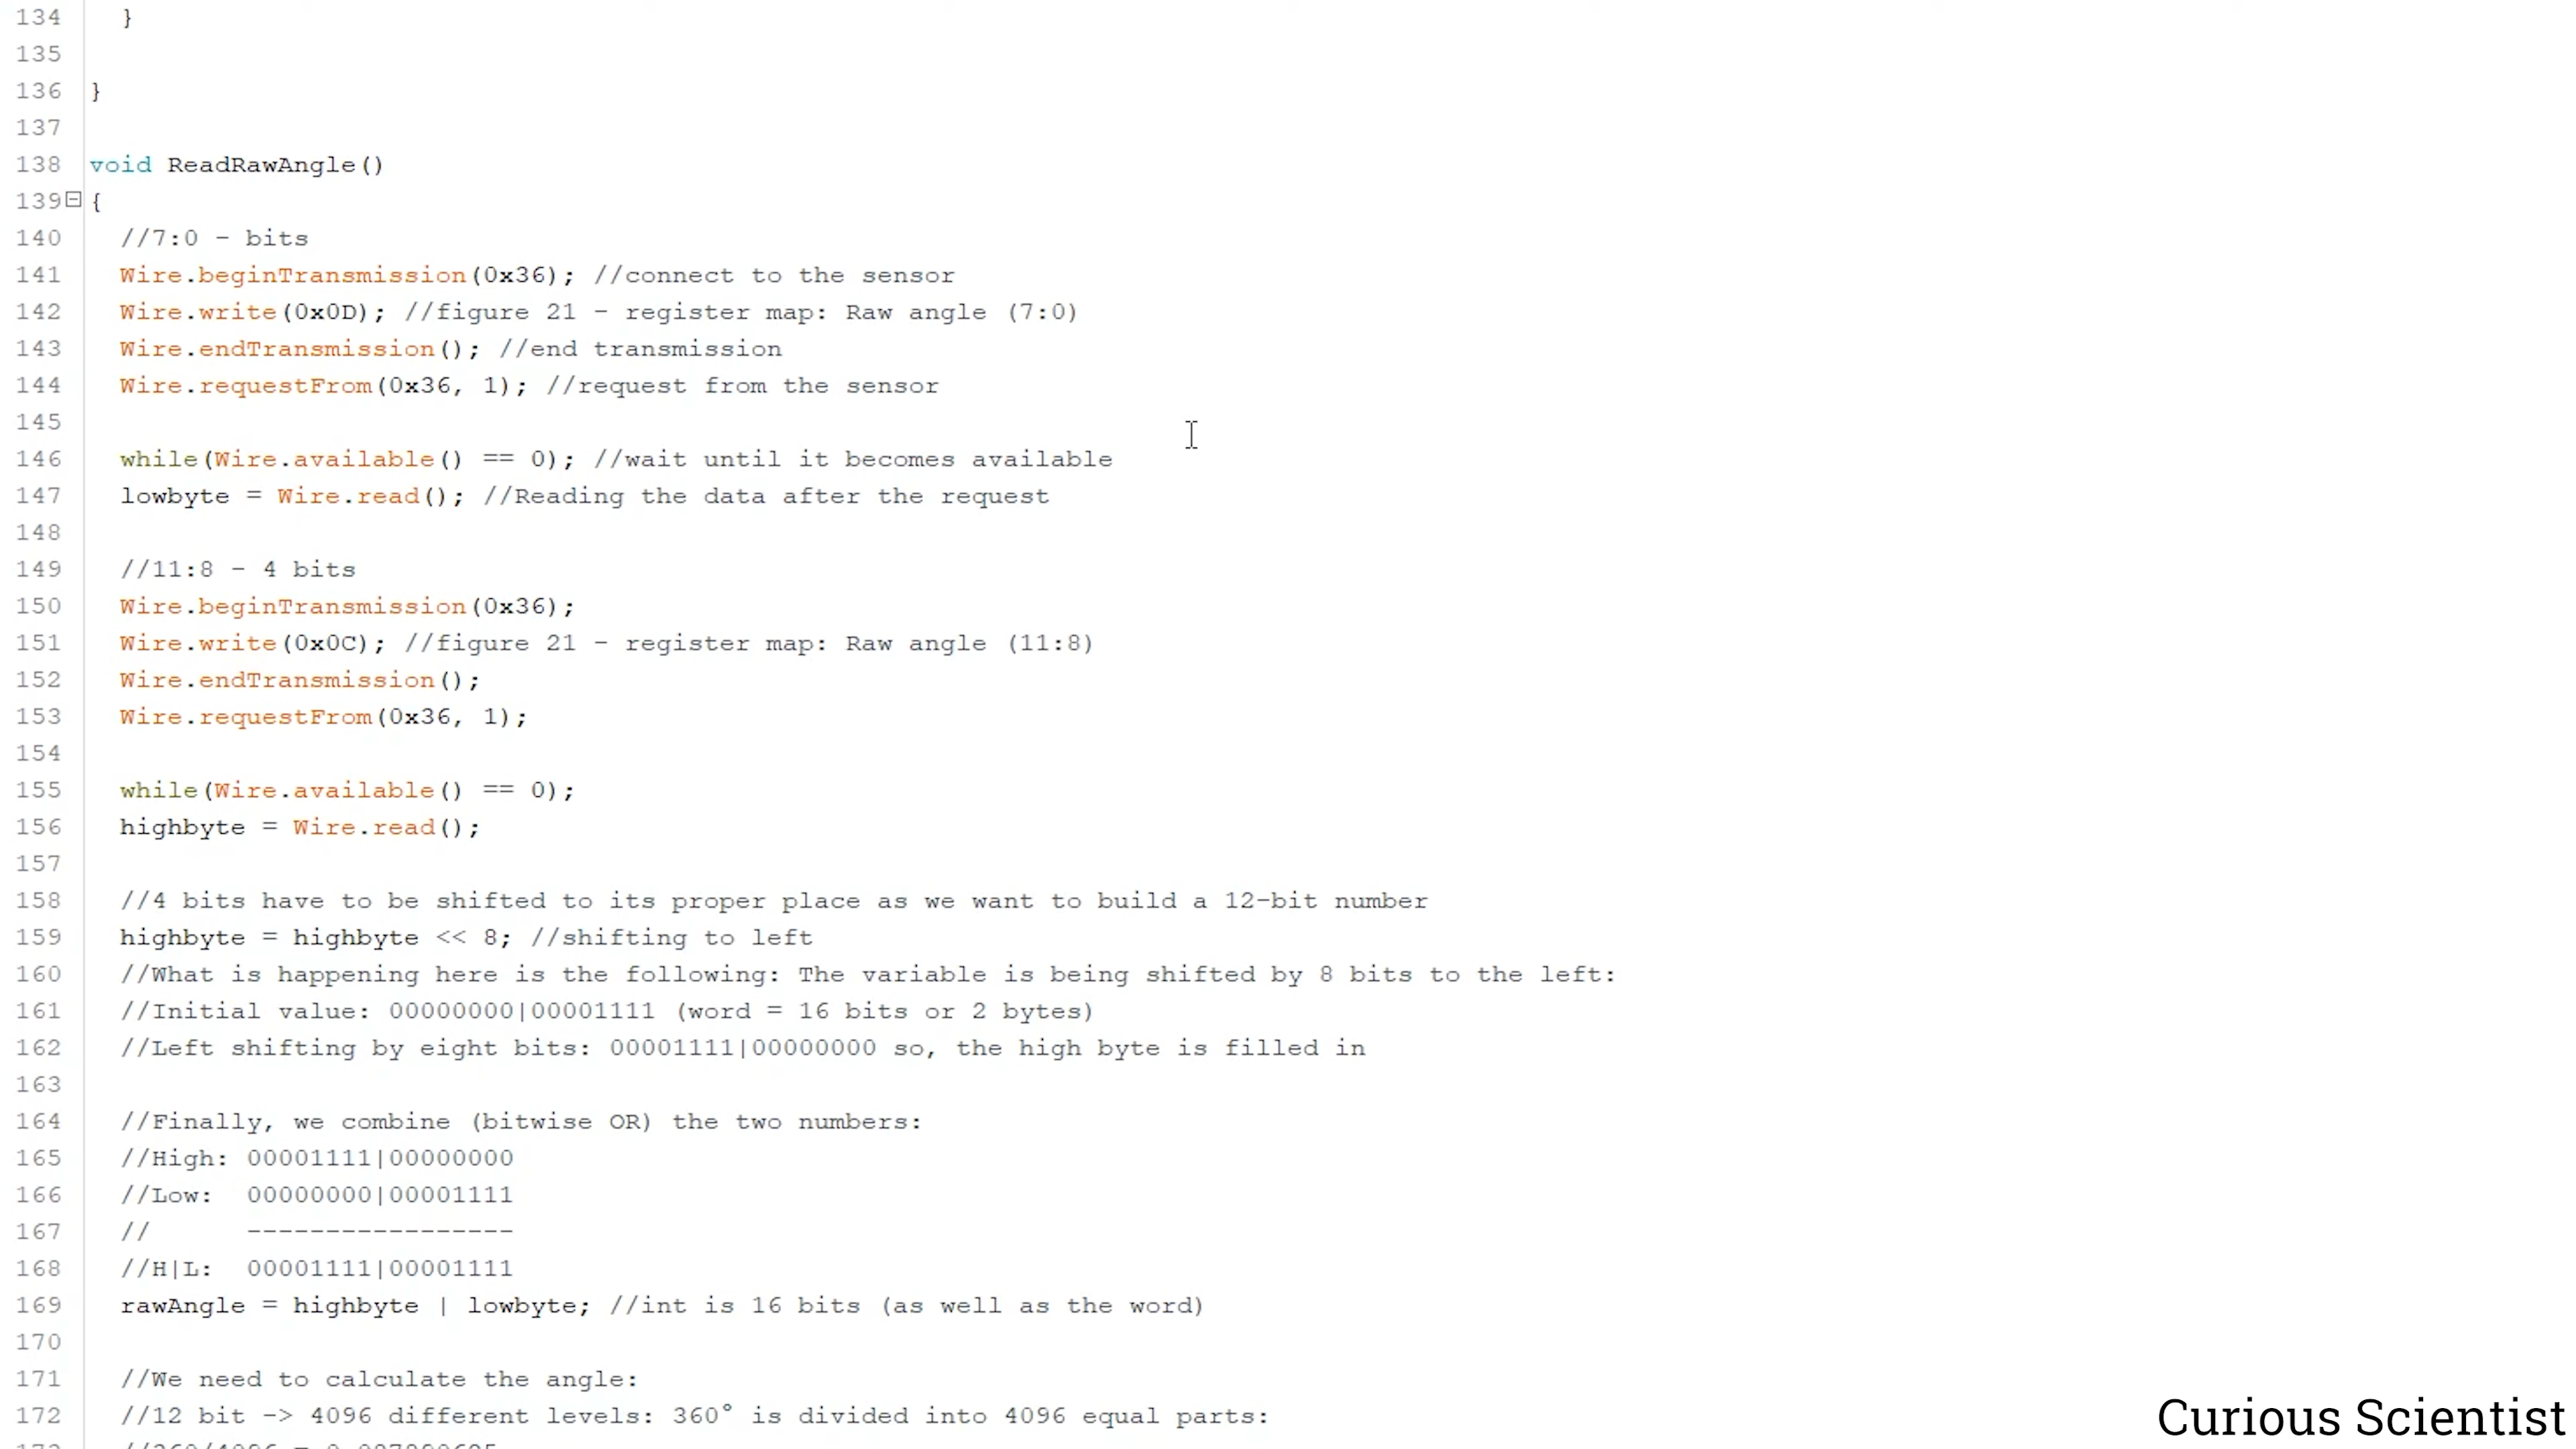 134 }
135
136 }
137
138 void ReadRawAngle()
139 {
140 //7:0 - bits
141 Wire.beginTransmission(0x36); //connect to the sensor
142 Wire.write(0x0D); //figure 21 - register map: Raw angle (7:0)
143 Wire.endTransmission(); //end transmission
144 Wire.requestFrom(0x36, 1); //request from the sensor
145
146 while(Wire.available() == 0); //wait until it becomes available
147 lowbyte = Wire.read(); //Reading the data after the request
148
149 //11:8 - 4 bits
150 Wire.beginTransmission(0x36);
151 Wire.write(0x0C); //figure 21 - register map: Raw angle (11:8)
152 Wire.endTransmission();
153 Wire.requestFrom(0x36, 1);
154
155 while(Wire.available() == 0);
156 highbyte = Wire.read();
157
158 //4 bits have to be shifted to its proper place as we want to build a 12-bit number
159 highbyte = highbyte << 8; //shifting to left
160 //What is happening here is the following: The variable is being shifted by 8 bits to the left:
161 //Initial value: 00000000|00001111 (word = 16 bits or 2 bytes)
162 //Left shifting by eight bits: 00001111|00000000 so, the high byte is filled in
163
164 //Finally, we combine (bitwise OR) the two numbers:
165 //High: 00001111|00000000
166 //Low: 00000000|00001111
167 // -----------------
168 //H|L: 00001111|00001111
169 rawAngle = highbyte | lowbyte; //int is 16 bits (as well as the word)
170
171 //We need to calculate the angle:
172 //12 bit -> 4096 different levels: 360° is divided into 4096 equal parts:
Curious Scientist